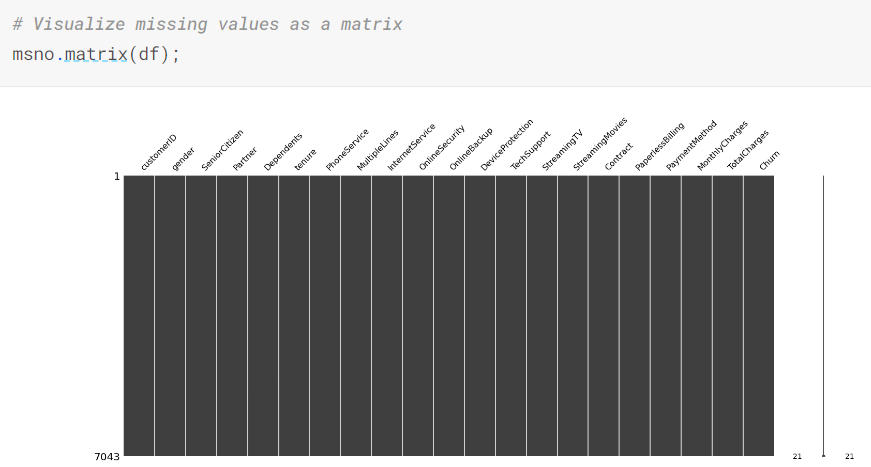 # Visualize missing values as a matrix
msno.matrix(df);
customerID
gender
SeniorCitizen
Partner
Dependents
tenure
PhoneService
MultipleLines
InternetService
OnlineSecurity
OnlineBackup
DeviceProtection
TechSupport
StreamingTV
StreamingMovies
Contract
PaperlessBilling
PaymentMethod
MonthlyCharges
TotalCharges
Churn
1
7043
21
21